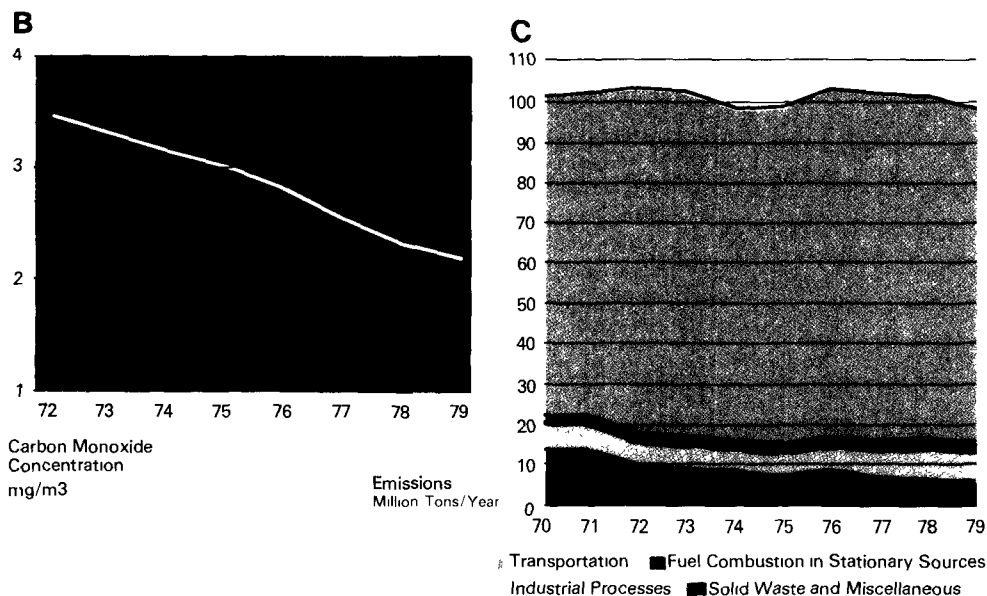 B
4
3
2
1
72 73 74 75 76 77 78 79
Carbon Monoxide
Concentration
mg/m3
Emissions
Million Tons/Year
C
110
100
90
80
70
60
50
40
30
20
10
0
70 71 72 73 74 75 76 77 78 79
Transportation Fuel Combustion in Stationary Sources
Industrial Processes Solid Waste and Miscellaneous